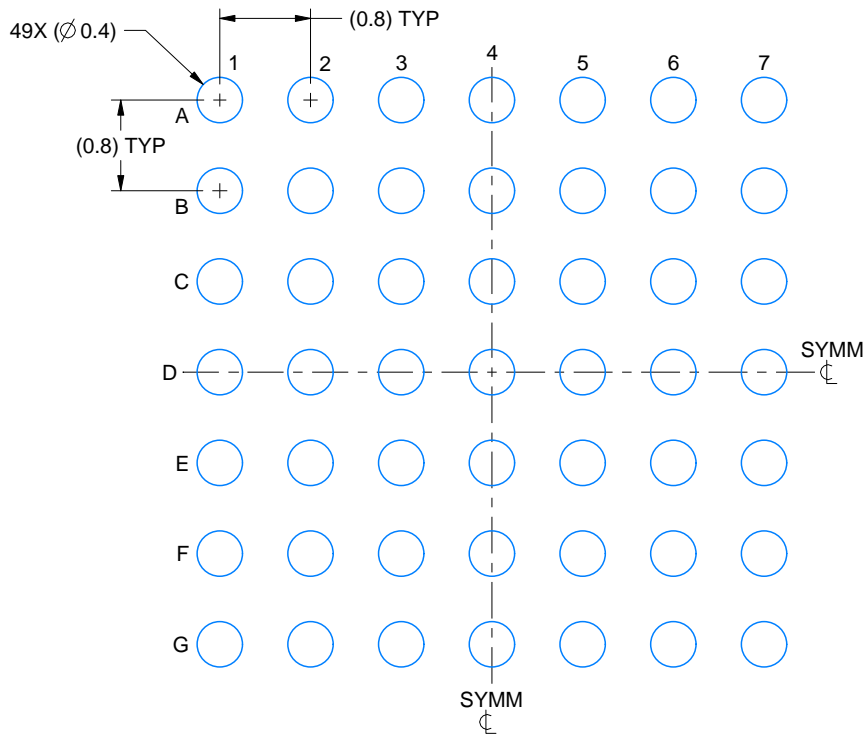 (0.8) TYP
49X (∅ 0.4)
1 2 3 4 5 6 7
A
(0.8) TYP
B
C
D
SYMM
℄
E
F
G
SYMM
℄